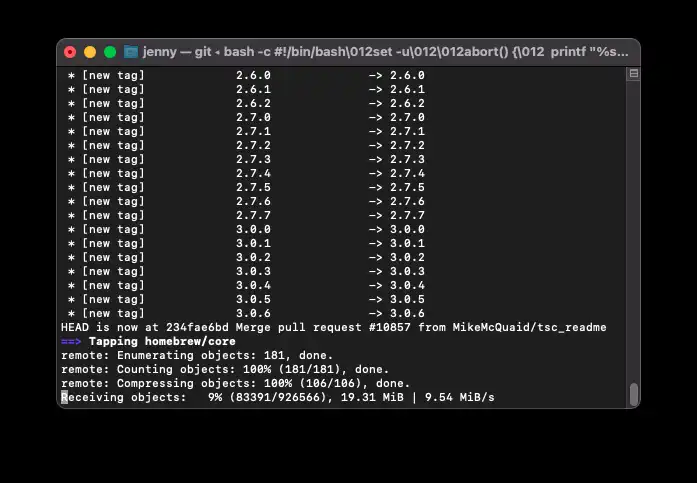 jenny — git ◂ bash -c #!/bin/bash\012set -u\012\012abort() {\012  printf "%s...
* [new tag]             2.6.0              -> 2.6.0
* [new tag]             2.6.1              -> 2.6.1
* [new tag]             2.6.2              -> 2.6.2
* [new tag]             2.7.0              -> 2.7.0
* [new tag]             2.7.1              -> 2.7.1
* [new tag]             2.7.2              -> 2.7.2
* [new tag]             2.7.3              -> 2.7.3
* [new tag]             2.7.4              -> 2.7.4
* [new tag]             2.7.5              -> 2.7.5
* [new tag]             2.7.6              -> 2.7.6
* [new tag]             2.7.7              -> 2.7.7
* [new tag]             3.0.0              -> 3.0.0
* [new tag]             3.0.1              -> 3.0.1
* [new tag]             3.0.2              -> 3.0.2
* [new tag]             3.0.3              -> 3.0.3
* [new tag]             3.0.4              -> 3.0.4
* [new tag]             3.0.5              -> 3.0.5
* [new tag]             3.0.6              -> 3.0.6
HEAD is now at 234fae6bd Merge pull request #10857 from MikeMcQuaid/tsc_readme
==> Tapping homebrew/core
remote: Enumerating objects: 181, done.
remote: Counting objects: 100% (181/181), done.
remote: Compressing objects: 100% (106/106), done.
Receiving objects:   9% (83391/926566), 19.31 MiB | 9.54 MiB/s